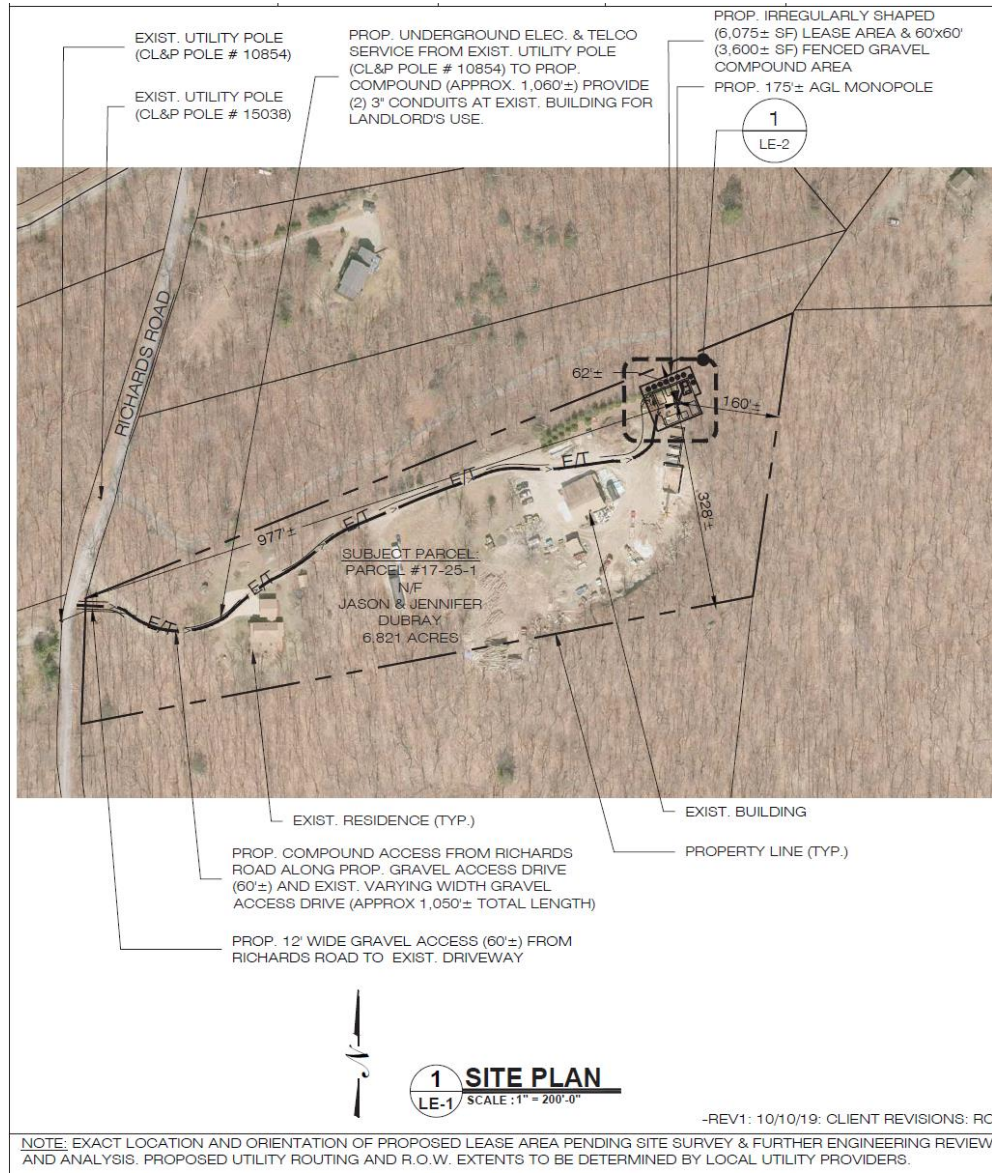 EXIST. UTILITY POLE
(CL&P POLE # 10854)
EXIST. UTILITY POLE
(CL&P POLE # 15038)
PROP. UNDERGROUND ELEC. & TELCO
SERVICE FROM EXIST. UTILITY POLE
(CL&P POLE # 10854) TO PROP.
COMPOUND (APPROX. 1,060'±) PROVIDE
(2) 3" CONDUITS AT EXIST. BUILDING FOR
LANDLORD'S USE.
PROP. IRREGULARLY SHAPED
(6,075± SF) LEASE AREA & 60'x60'
(3,600± SF) FENCED GRAVEL
COMPOUND AREA
PROP. 175'± AGL MONOPOLE
1
LE-2
RICHARDS ROAD
62'±
160'±
328'±
977'±
E/T
E/T
E/T
E/T
E/T
SUBJECT PARCEL:
PARCEL #17-25-1
N/F
JASON & JENNIFER
DUBRAY
6.821 ACRES
EXIST. RESIDENCE (TYP.)
EXIST. BUILDING
PROPERTY LINE (TYP.)
PROP. COMPOUND ACCESS FROM RICHARDS
ROAD ALONG PROP. GRAVEL ACCESS DRIVE
(60'±) AND EXIST. VARYING WIDTH GRAVEL
ACCESS DRIVE (APPROX 1,050'± TOTAL LENGTH)
PROP. 12' WIDE GRAVEL ACCESS (60'±) FROM
RICHARDS ROAD TO EXIST. DRIVEWAY
N
1
LE-1
SITE PLAN
SCALE : 1" = 200'-0"
-REV1: 10/10/19: CLIENT REVISIONS: RC
NOTE: EXACT LOCATION AND ORIENTATION OF PROPOSED LEASE AREA PENDING SITE SURVEY & FURTHER ENGINEERING REVIEW
AND ANALYSIS. PROPOSED UTILITY ROUTING AND R.O.W. EXTENTS TO BE DETERMINED BY LOCAL UTILITY PROVIDERS.